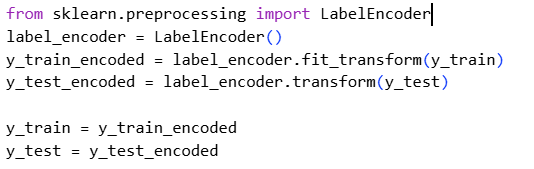 from sklearn.preprocessing import LabelEncoder
label_encoder = LabelEncoder()
y_train_encoded = label_encoder.fit_transform(y_train)
y_test_encoded = label_encoder.transform(y_test)
y_train = y_train_encoded
y_test = y_test_encoded